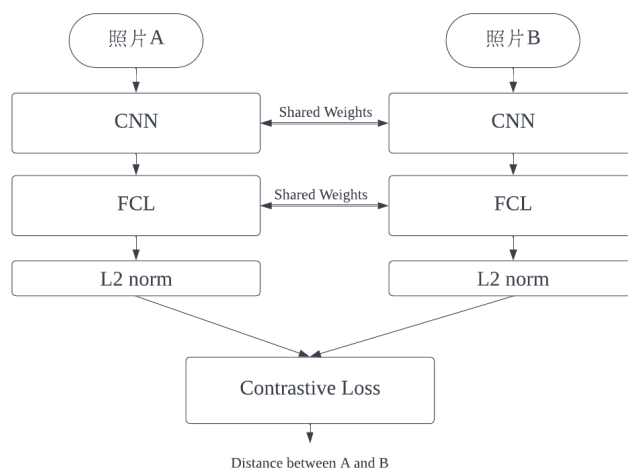 照片A
照片B
CNN
Shared Weights
CNN
FCL
Shared Weights
FCL
L2 norm
L2 norm
Contrastive Loss
Distance between A and B